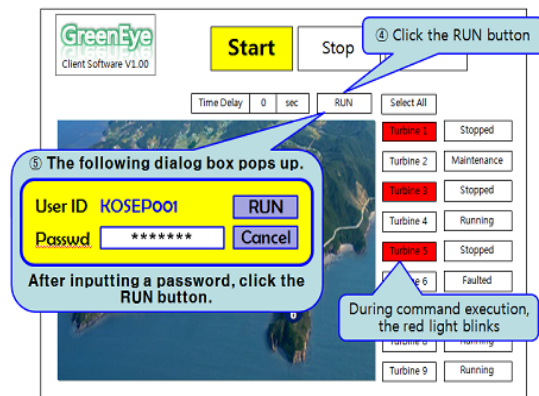 GreenEye
Client Software V1.00
Start
Stop
④ Click the RUN button
Time Delay 0 sec RUN Select All
Turbine 1 Stopped
Turbine 2 Maintenance
Turbine 3 Stopped
Turbine 4 Running
Turbine 5 Stopped
6 Faulted
Turbine 8 Running
Turbine 9 Running
⑤ The following dialog box pops up.
User ID KOSEP001 RUN
Passwd ******* Cancel
After inputting a password, click the
RUN button.
6
During command execution,
the red light blinks